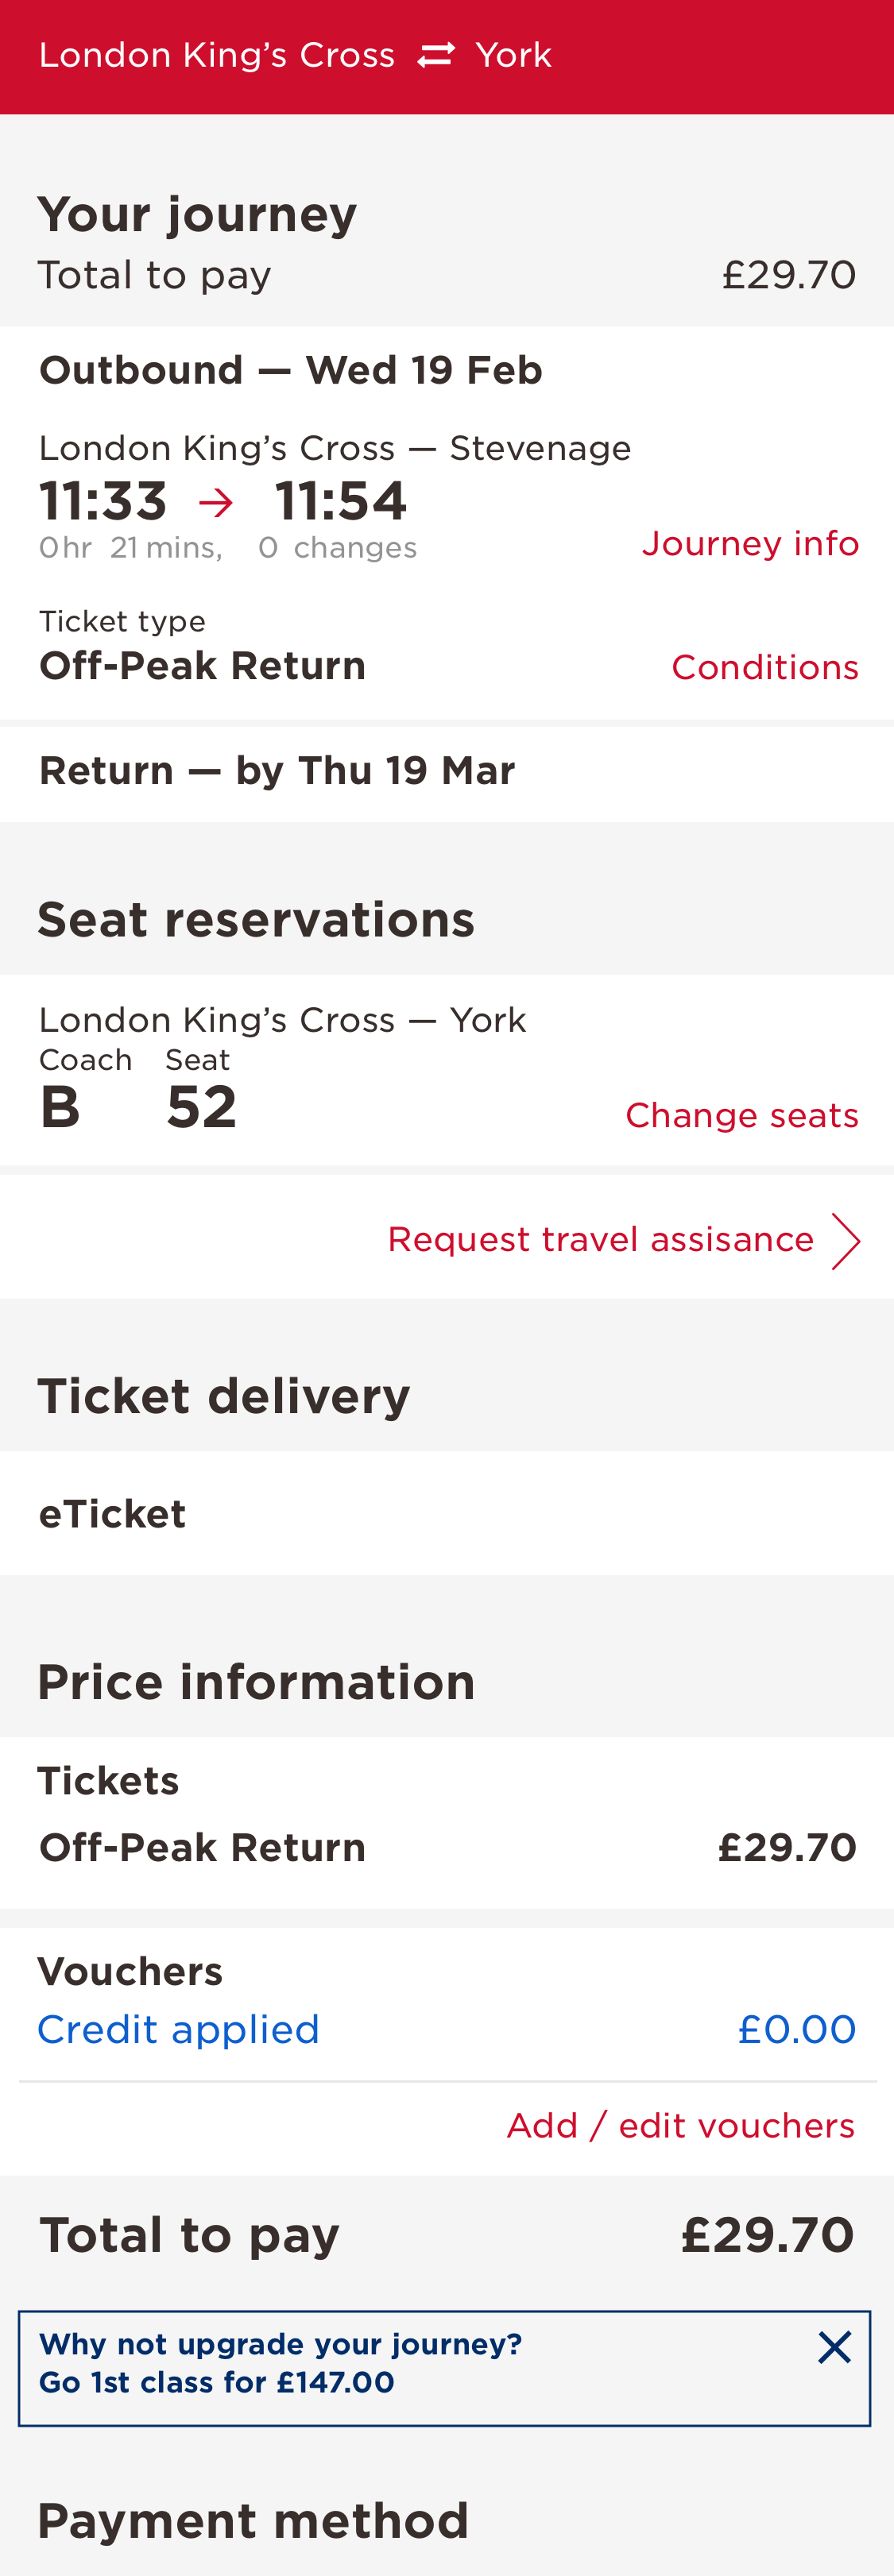 London King’s Cross ⇄ York
Your journey
Total to pay £29.70
Outbound — Wed 19 Feb
London King’s Cross — Stevenage
11:33 → 11:54
0hr 21 mins, 0 changes Journey info
Ticket type
Off-Peak Return Conditions
Return — by Thu 19 Mar
Seat reservations
London King’s Cross — York
Coach Seat
B 52 Change seats
Request travel assisance
Ticket delivery
eTicket
Price information
Tickets
Off-Peak Return £29.70
Vouchers
Credit applied £0.00
Add / edit vouchers
Total to pay £29.70
Why not upgrade your journey?
Go 1st class for £147.00
Payment method